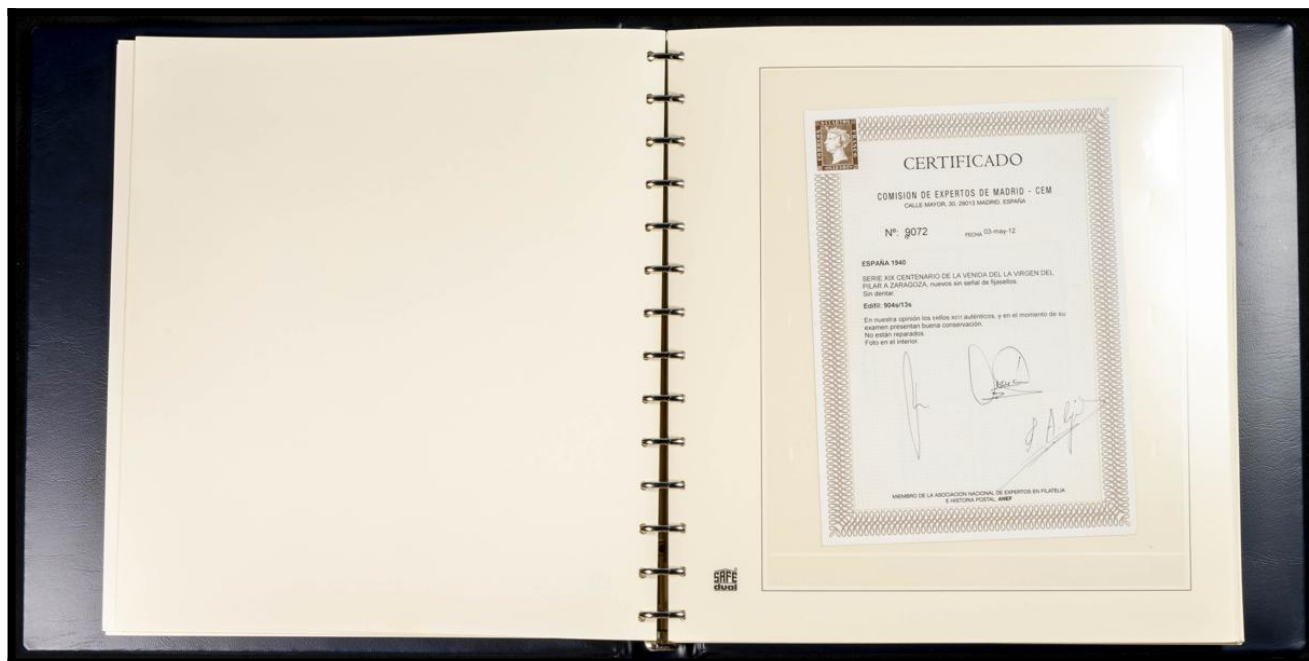 CERTIFICADO
COMISION DE EXPERTOS DE MADRID - CEM
CALLE MAYOR, 30, 28013 MADRID, ESPAÑA
Nº: 9072 FECHA 03-may-12
ESPAÑA 1940
SERIE XIX CENTENARIO DE LA VENIDA DEL LA VIRGEN DEL
PILAR A ZARAGOZA, nuevos sin señal de fijasellos.
Sin dentar.
Edifil: 904s/13s
En nuestra opinión los sellos son auténticos, y en el momento de su
examen presentan buena conservación.
No están reparados.
Foto en el interior.
MIEMBRO DE LA ASOCIACION NACIONAL DE EXPERTOS EN FILATELIA
E HISTORIA POSTAL, ANEF
SAFE
dual